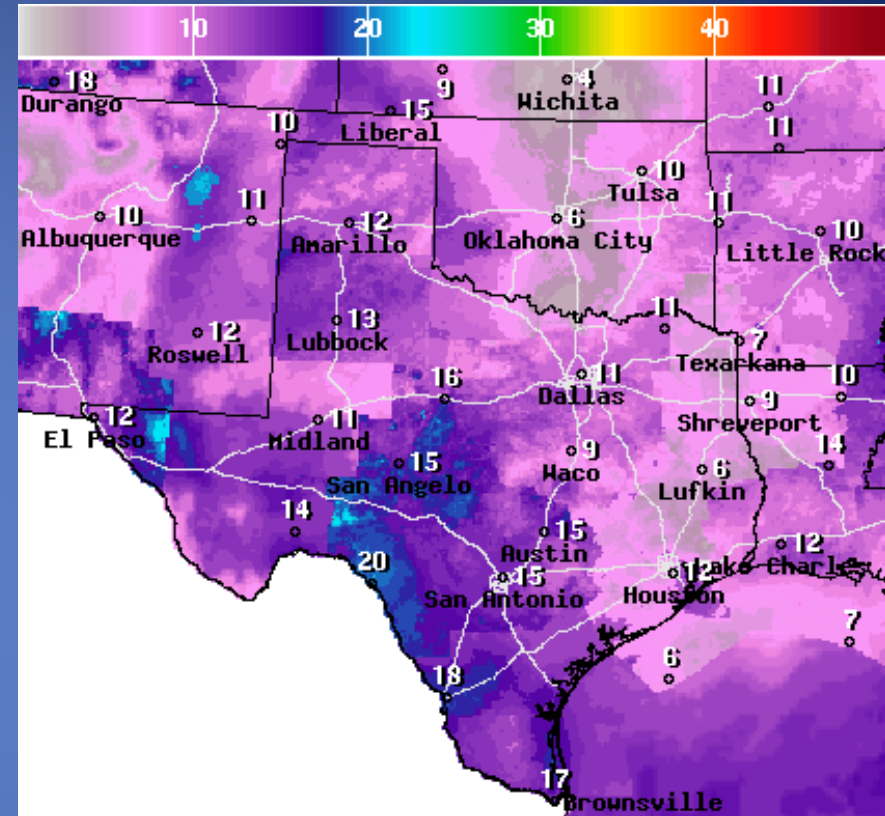 10 20 30 40
18
Durango
9
4
Wichita
11
15
Liberal
10
11
10
Tulsa
10
Albuquerque
11
12
Amarillo
6
Oklahoma City
11
10
Little Rock
12
Roswell
13
Lubbock
11
7
Texarkana
16
11
Dallas
9
Shreveport
10
12
El Paso
11
Midland
15
San Angelo
9
Waco
6
Lufkin
14
14
15
Austin
12
Lake Charles
20
15
San Antonio
12
Houston
7
6
18
17
Brownsville